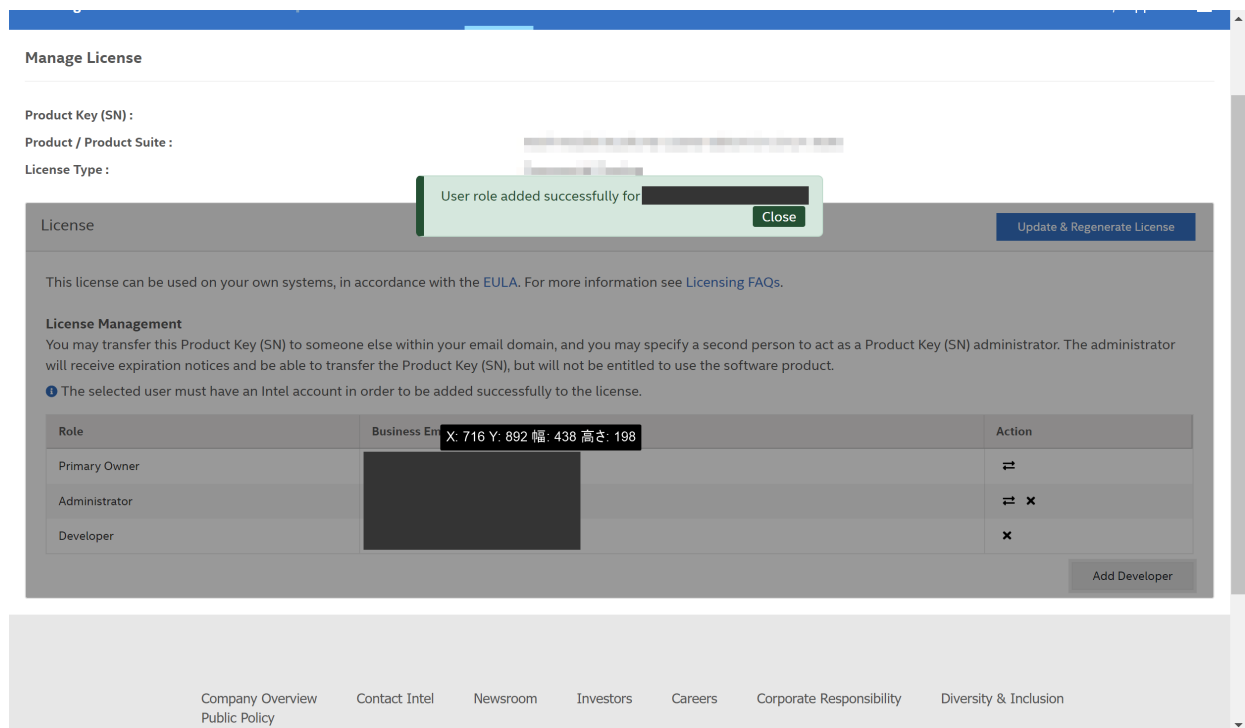 Manage License
Product Key (SN) :
Product / Product Suite :
License Type :
User role added successfully for
Close
License
Update & Regenerate License
This license can be used on your own systems, in accordance with the EULA. For more information see Licensing FAQs.
License Management
You may transfer this Product Key (SN) to someone else within your email domain, and you may specify a second person to act as a Product Key (SN) administrator. The administrator
will receive expiration notices and be able to transfer the Product Key (SN), but will not be entitled to use the software product.
The selected user must have an Intel account in order to be added successfully to the license.
Role Business Em Action
X: 716 Y: 892 幅: 438 高さ: 198
Primary Owner
Administrator
Developer
Add Developer
Company Overview Contact Intel Newsroom Investors Careers Corporate Responsibility Diversity & Inclusion
Public Policy